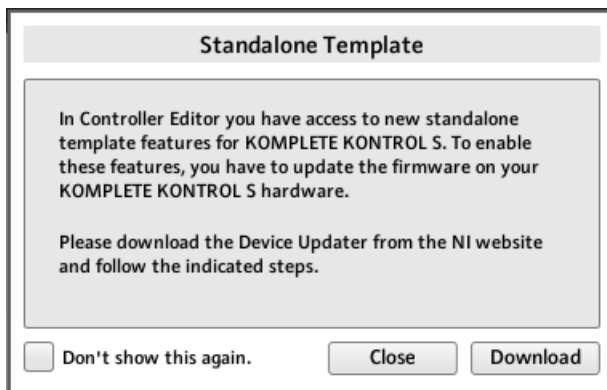 Standalone Template
In Controller Editor you have access to new standalone
template features for KOMPLETE KONTROL S. To enable
these features, you have to update the firmware on your
KOMPLETE KONTROL S hardware.
Please download the Device Updater from the NI website
and follow the indicated steps.
Don't show this again.
Close
Download